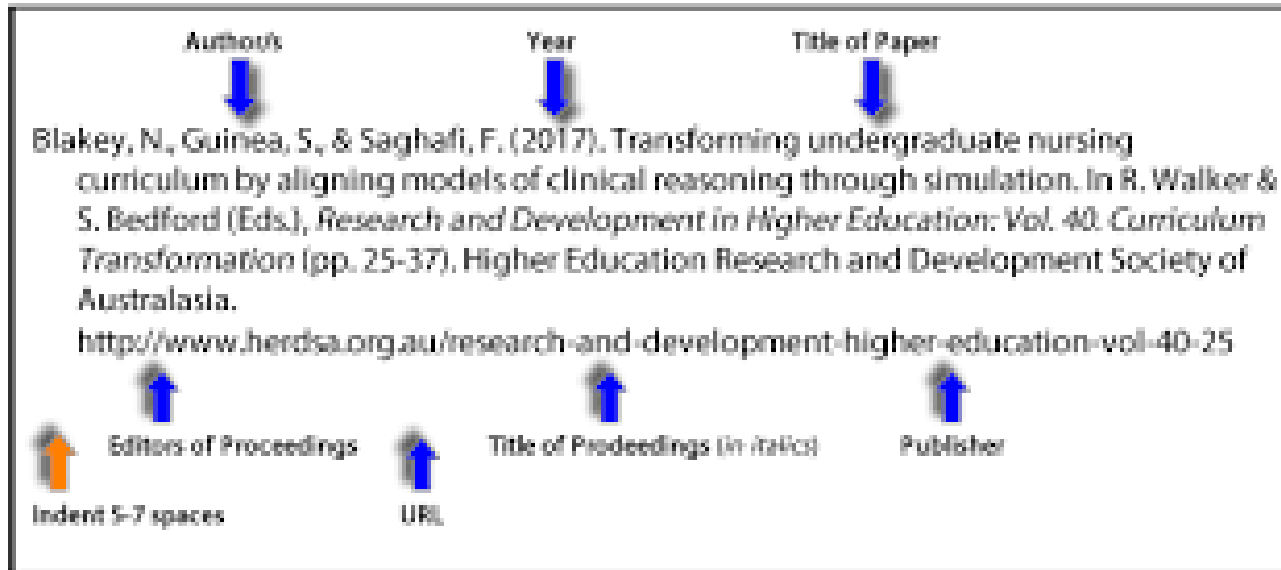 Author/s Year Title of Paper
Blakey, N., Guinea, S., & Saghafi, F. (2017). Transforming undergraduate nursing
curriculum by aligning models of clinical reasoning through simulation. In R. Walker &
S. Bedford (Eds.), Research and Development in Higher Education: Vol. 40. Curriculum
Transformation (pp. 25-37). Higher Education Research and Development Society of
Australasia.
http://www.herdsa.org.au/research-and-development-higher-education-vol-40-25
Editors of Proceedings Title of Prodeedings (in italics) Publisher
Indent 5-7 spaces URL